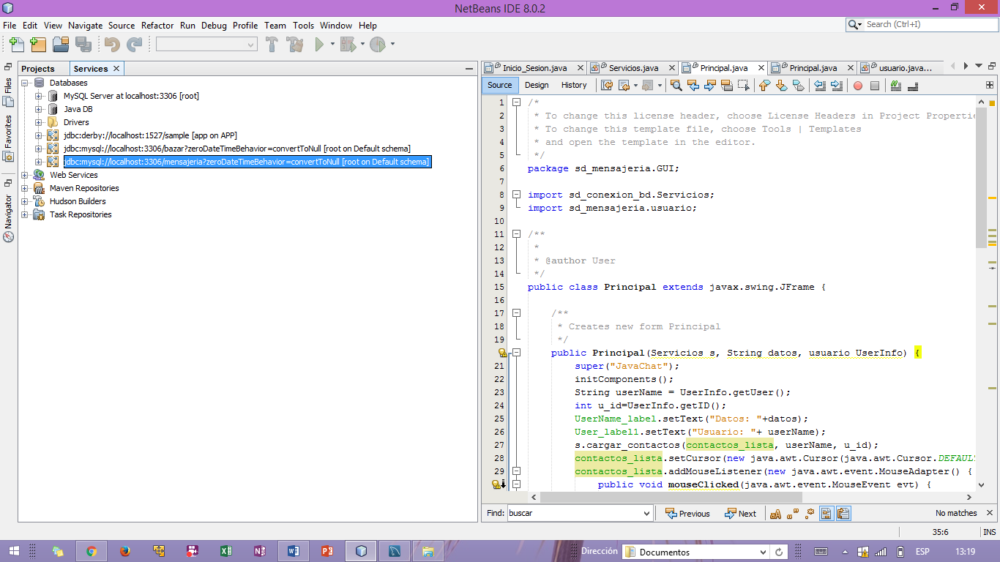 NetBeans IDE 8.0.2
File Edit View Navigate Source Refactor Run Debug Profile Team Tools Window Help
Search (Ctrl+I)
Files
Favorites
Navigator
Projects Services
Databases
MySQL Server at localhost:3306 [root]
Java DB
Drivers
jdbc:derby://localhost:1527/sample [app on APP]
jdbc:mysql://localhost:3306/bazar?zeroDateTimeBehavior=convertToNull [root on Default schema]
jdbc:mysql://localhost:3306/mensajeria?zeroDateTimeBehavior=convertToNull [root on Default schema]
Web Services
Maven Repositories
Hudson Builders
Task Repositories
Inicio_Sesion.java Servicios.java Principal.java Principal.java usuario.java...
Source Design History
1 /*
2 * To change this license header, choose License Headers in Project Propertie
3 * To change this template file, choose Tools | Templates
4 * and open the template in the editor.
5 */
6 package sd_mensajeria.GUI;
7
8 import sd_conexion_bd.Servicios;
9 import sd_mensajeria.usuario;
10
11 /**
12 *
13 * @author User
14 */
15 public class Principal extends javax.swing.JFrame {
16
17 /**
18 * Creates new form Principal
19 */
public Principal(Servicios s, String datos, usuario UserInfo) {
21 super("JavaChat");
22 initComponents();
23 String userName = UserInfo.getUser();
24 int u_id=UserInfo.getID();
25 UserName_label.setText("Datos: "+datos);
26 User_label1.setText("Usuario: "+ userName);
27 s.cargar_contactos(contactos_lista, userName, u_id);
28 contactos_lista.setCursor(new java.awt.Cursor(java.awt.Cursor.DEFAUL
29 contactos_lista.addMouseListener(new java.awt.event.MouseAdapter() {
public void mouseClicked(java.awt.event.MouseEvent evt) {
Find: buscar Previous Next No matches
35:6 INS
Dirección Documentos ESP 13:19